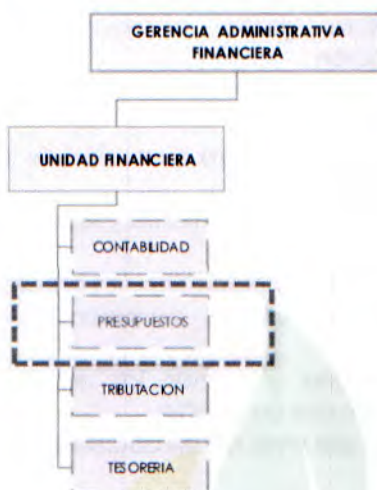 GERENCIA ADMINISTRATIVA
FINANCIERA
UNIDAD FINANCIERA
CONTABILIDAD
PRESUPUESTOS
TRIBUTACION
TESORERIA